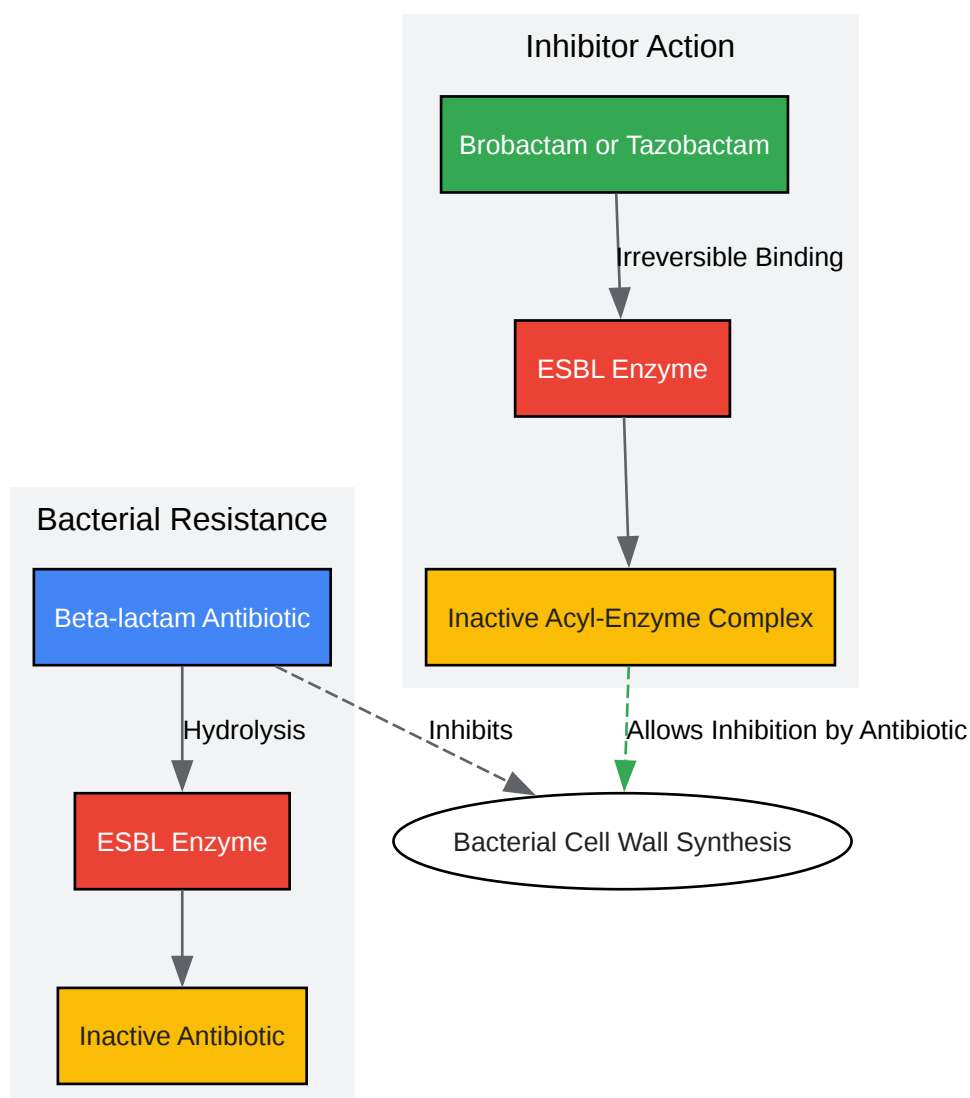 Inhibitor Action
Brobactam or Tazobactam
Irreversible Binding
ESBL Enzyme
Inactive Acyl-Enzyme Complex
Allows Inhibition by Antibiotic
Bacterial Resistance
Beta-lactam Antibiotic
Hydrolysis
Inhibits
ESBL Enzyme
Bacterial Cell Wall Synthesis
Inactive Antibiotic